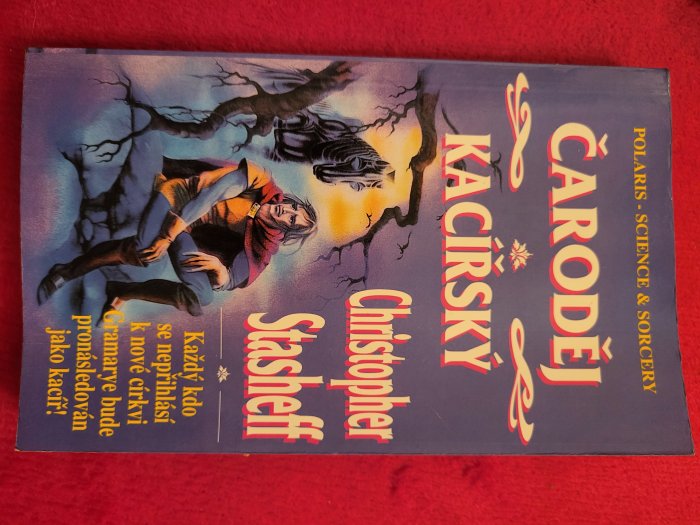 POLARIS - SCIENCE & SORCERY
ČARODĚJ
KACÍŘSKÝ
Christopher
Stasheff
Každý kdo
se nepřihlásí
k nové církvi
Gramarye bude
pronásledován
jako kacíř!